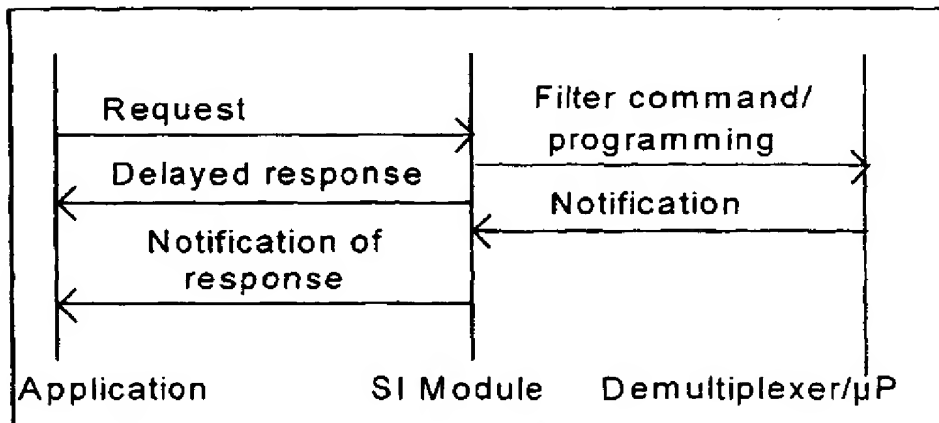 Request
Filter command/
programming
Delayed response
Notification
Notification of
response
Application
SI Module
Demultiplexer/µP